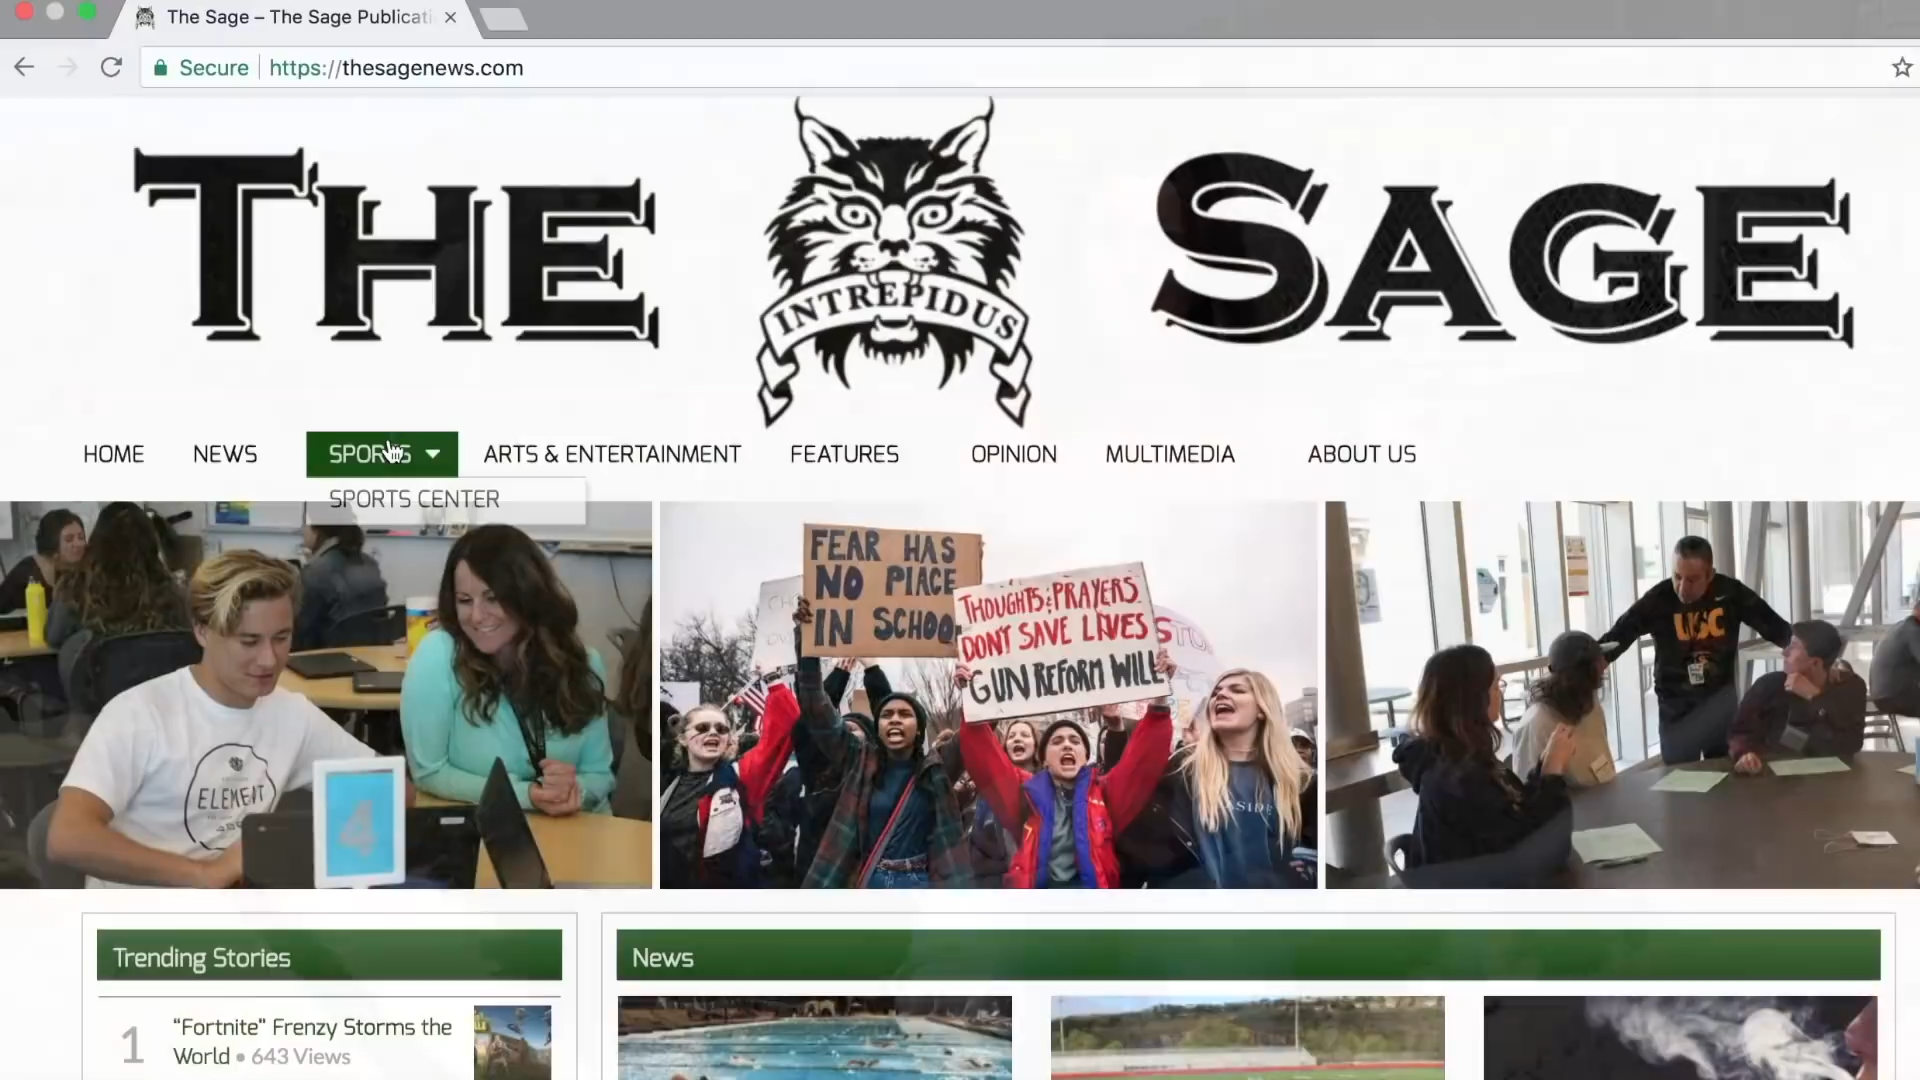 The Sage – The Sage Publicati
Secure https://thesagenews.com
THE SAGE
INTREPIDUS
HOME NEWS SPORTS ARTS & ENTERTAINMENT FEATURES OPINION MULTIMEDIA ABOUT US
SPORTS CENTER
FEAR HAS
NO PLACE
IN SCHOO
THOUGHTS & PRAYERS
DON'T SAVE LIVES
GUN REFORM WILL
USC
ELEMENT
4
Trending Stories
News
1
“Fortnite” Frenzy Storms the
World • 643 Views